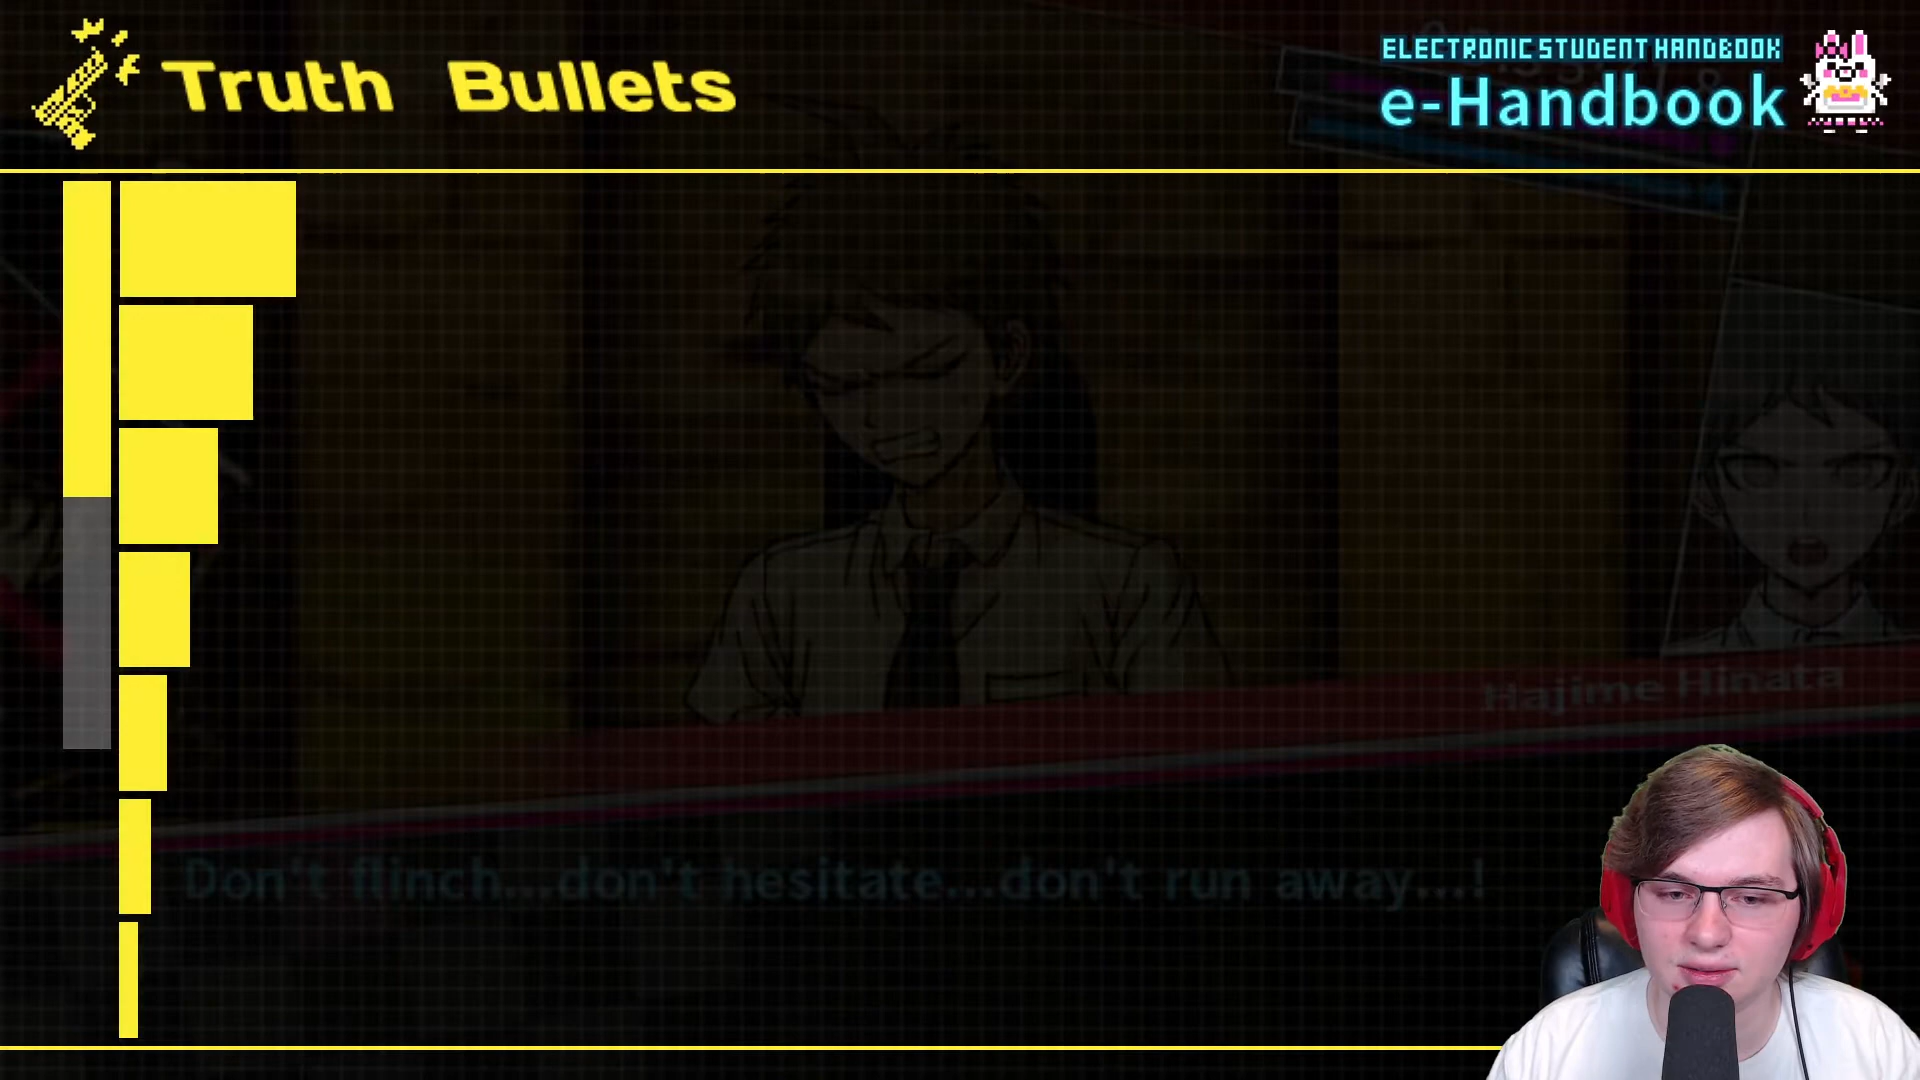 Truth Bullets
ELECTRONIC STUDENT HANDBOOK
e-Handbook
Hajime Hinata
Don't flinch...don't hesitate...don't run away...!